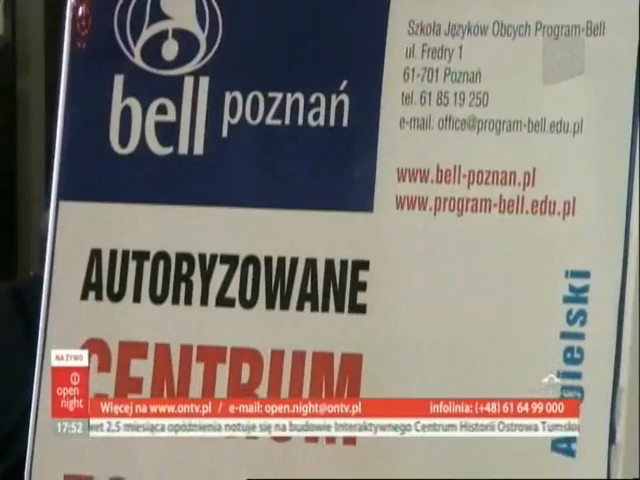 bell poznań
Szkoła Języków Obcych Program-Bell
ul. Fredry 1
61-701 Poznań
tel. 61 85 19 250
e-mail: office@program-bell.edu.pl
www.bell-poznan.pl
www.program-bell.edu.pl
AUTORYZOWANE
CENTRUM
NA ŻYWO
open
night
Więcej na www.ontv.pl / e-mail: open.night@ontv.pl
infolinia: (+48) 61 64 99 000
17:52
2,5 miesiąca opóźnienia notuje się na budowie Interaktywnego Centrum Historii Ostrowa